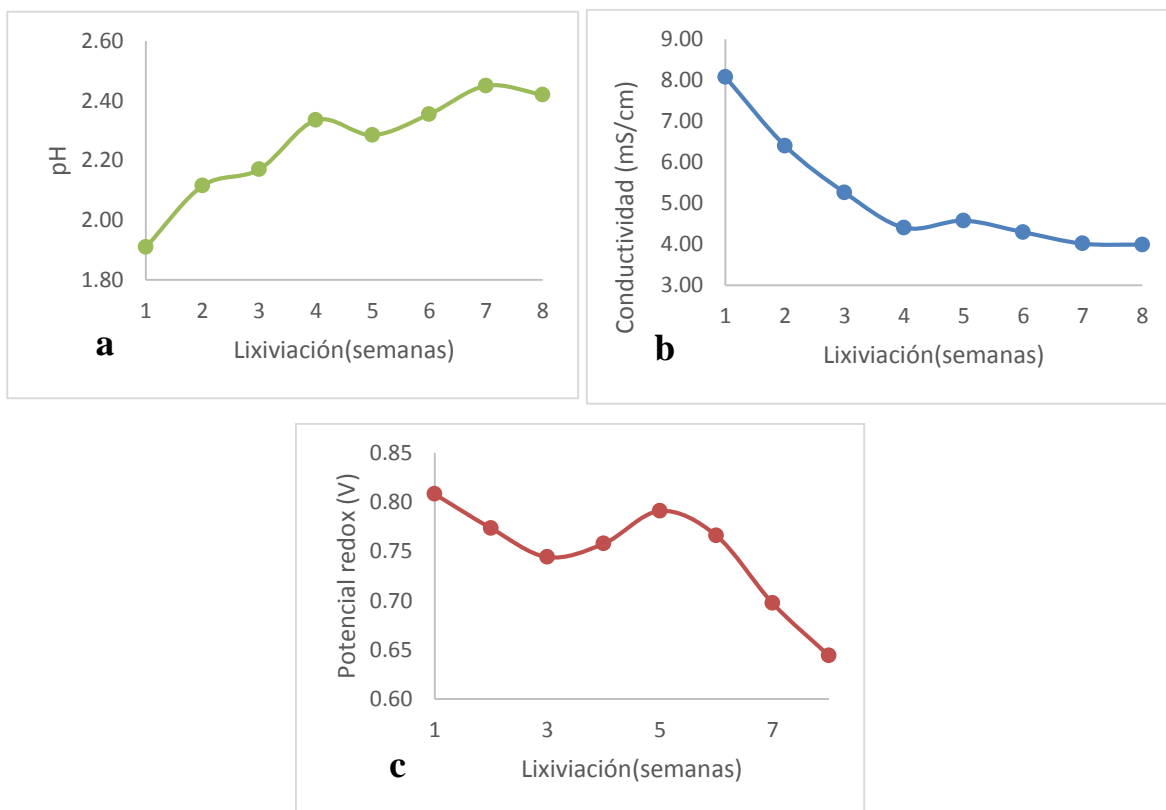 2.60
2.40
2.20
2.00
1.80
pH
1 2 3 4 5 6 7 8
Lixiviación(semanas)
a
9.00
8.00
7.00
6.00
5.00
4.00
3.00
Conductividad (mS/cm)
1 2 3 4 5 6 7 8
Lixiviación(semanas)
b
0.85
0.80
0.75
0.70
0.65
0.60
Potencial redox (V)
1 3 5 7
Lixiviación(semanas)
c